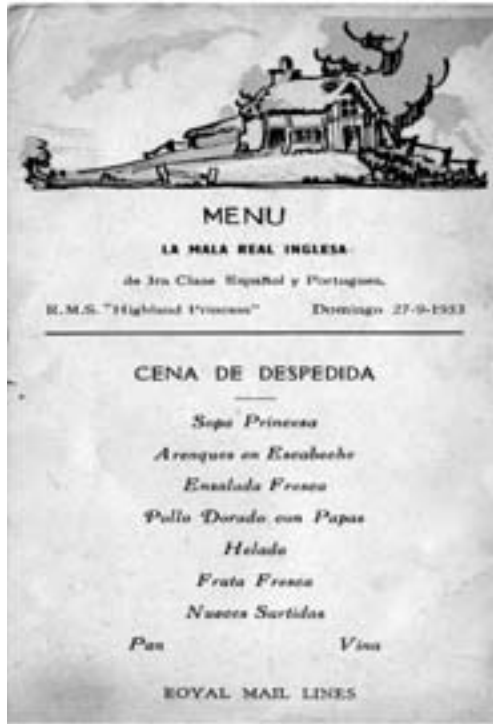 MENU
LA MALA REAL INGLESA
de 3ra Clase Español y Portugues,
R.M.S. "Highland Princess" Domingo 27-9-1953
CENA DE DESPEDIDA
Sopa Princesa
Arenques en Escabeche
Ensalada Fresca
Pollo Dorado con Papas
Helado
Fruta Fresca
Nueces Surtidas
Pan Vino
ROYAL MAIL LINES